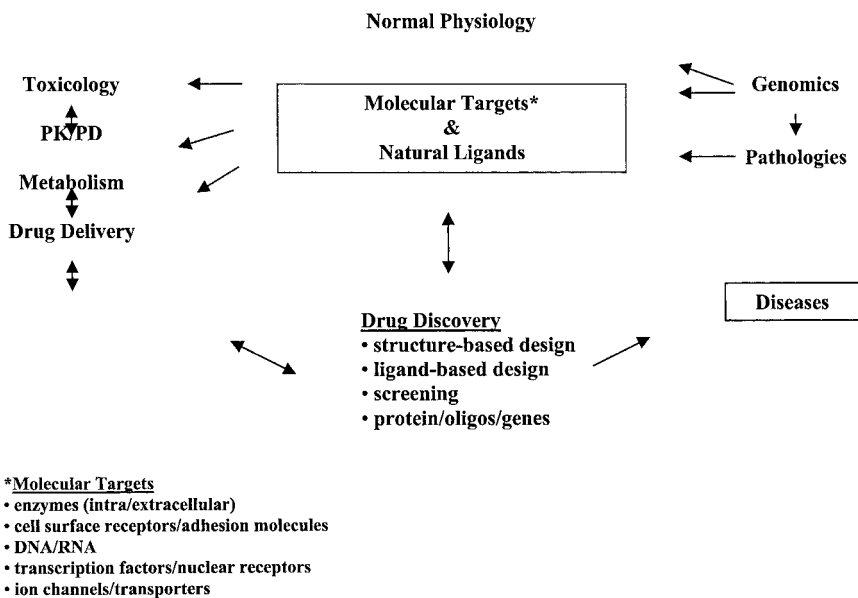 Normal Physiology
Toxicology
PK/PD
Metabolism
Drug Delivery
Molecular Targets*
&
Natural Ligands
Genomics
Pathologies
Diseases
Drug Discovery
• structure-based design
• ligand-based design
• screening
• protein/oligos/genes
*Molecular Targets
• enzymes (intra/extracellular)
• cell surface receptors/adhesion molecules
• DNA/RNA
• transcription factors/nuclear receptors
• ion channels/transporters